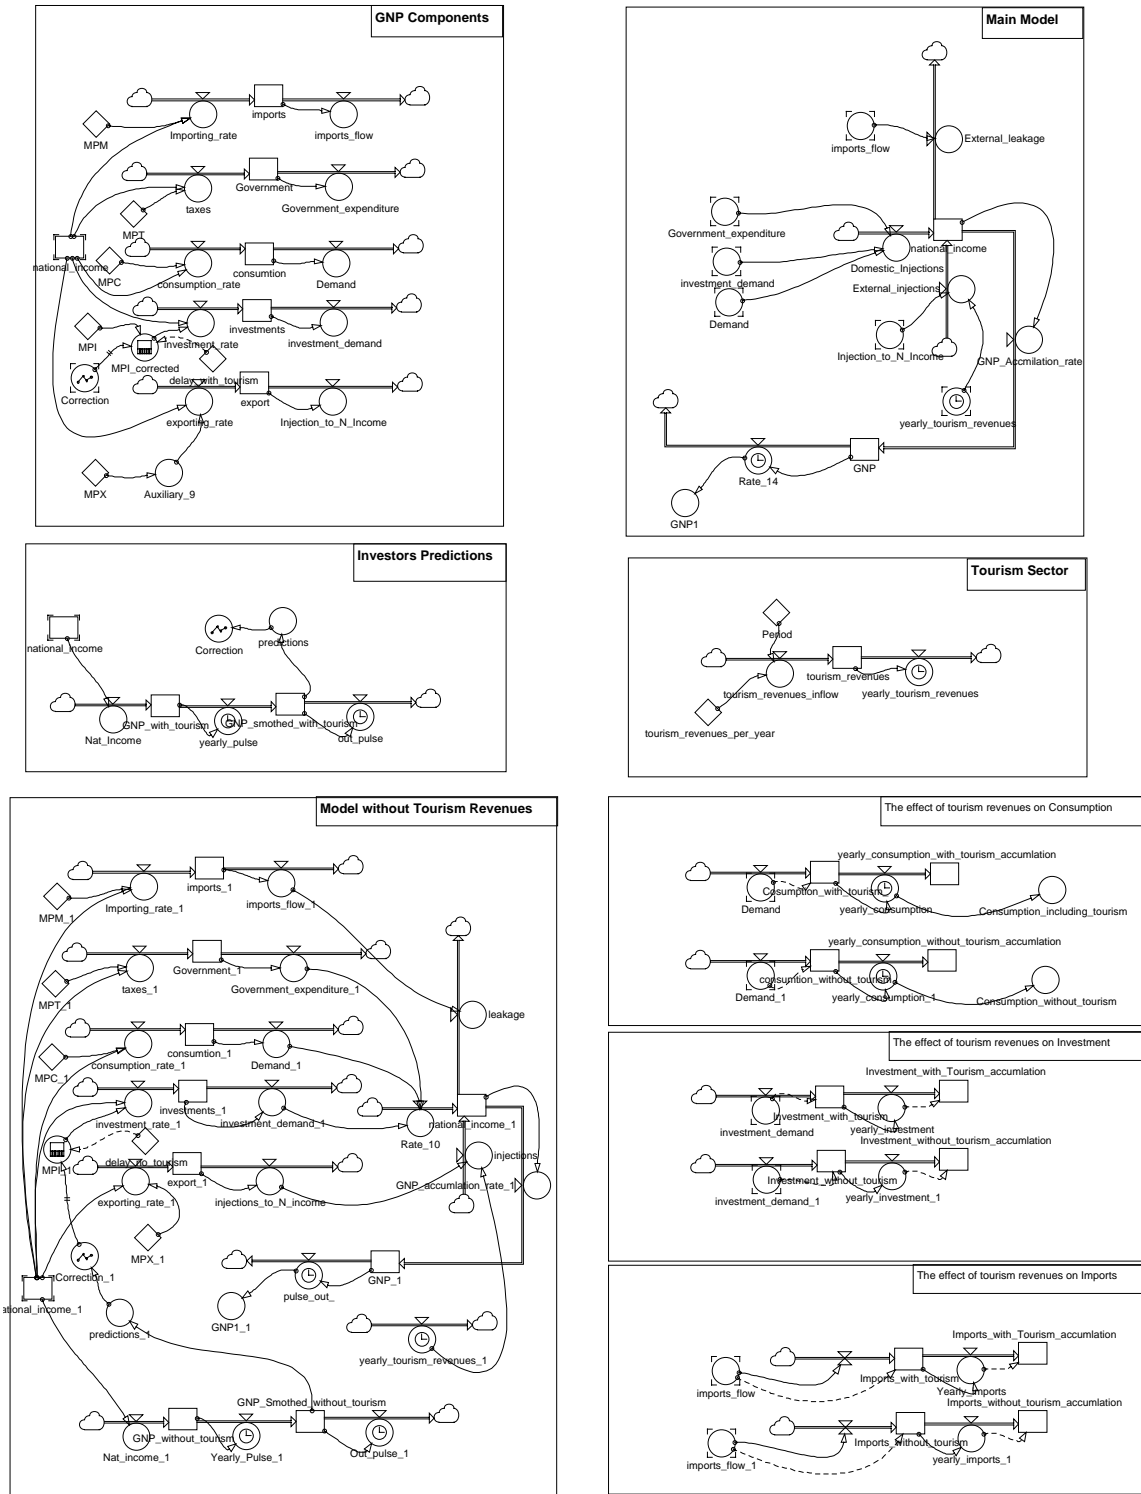 GNP Components
imports
Importing_rate
imports_flow
MPM
Government
taxes
Government_expenditure
MPT
national_income
MPC
consumtion
consumption_rate
Demand
investments
MPI
investment_rate
investment_demand
MPI_corrected
delay_with_tourism
Correction
export
exporting_rate
Injection_to_N_Income
MPX
Auxiliary_9
Main Model
imports_flow
External_leakage
Government_expenditure
national_income
Domestic_Injections
investment_demand
External_injections
Demand
Injection_to_N_Income
GNP_Accmilation_rate
yearly_tourism_revenues
GNP
Rate_14
GNP1
Investors Predictions
national_income
Correction
predictions
GNP_with_tourism
GNP_smothed_with_tourism
Nat_Income
yearly_pulse
out_pulse
Tourism Sector
Period
tourism_revenues
tourism_revenues_inflow
yearly_tourism_revenues
tourism_revenues_per_year
Model without Tourism Revenues
imports_1
Importing_rate_1
imports_flow_1
MPM_1
Government_1
taxes_1
Government_expenditure_1
MPT_1
leakage
consumtion_1
consumption_rate_1
Demand_1
MPC_1
investments_1
investment_rate_1
investment_demand_1
national_income_1
Rate_10
MPI_1
delay_no_tourism
injections
export_1
exporting_rate_1
injections_to_N_income
GNP_accumlation_rate_1
MPX_1
Correction_1
GNP_1
pulse_out_
ational_income_1
GNP1_1
predictions_1
yearly_tourism_revenues_1
GNP_Smothed_without_tourism
GNP_without_tourism
Nat_income_1
Yearly_Pulse_1
Out_pulse_1
The effect of tourism revenues on Consumption
yearly_consumption_with_tourism_accumlation
Cosumption_with_tourism
Demand
yearly_consumption
Consumption_including_tourism
yearly_consumption_without_tourism_accumlation
consumption_without_tourism
Demand_1
yearly_consumption_1
Consumption_without_tourism
The effect of tourism revenues on Investment
Investment_with_Tourism_accumlation
Investment_with_tourism
investment_demand
yearly_investment
Investment_without_tourism_accumlation
Investment_without_tourism
investment_demand_1
yearly_investment_1
The effect of tourism revenues on Imports
Imports_with_Tourism_accumlation
Imports_with_tourism
imports_flow
Yearly_imports
Imports_without_tourism_accumlation
Imports_without_tourism
imports_flow_1
yearly_imports_1